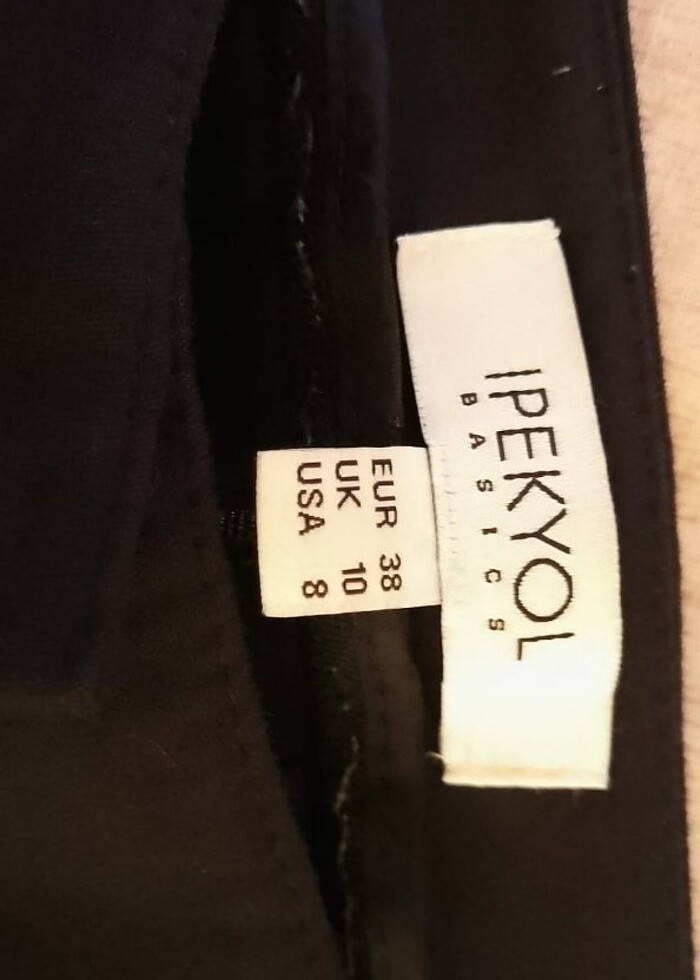 IPEKYOL
BASICS
EUR 38
UK 10
USA 8